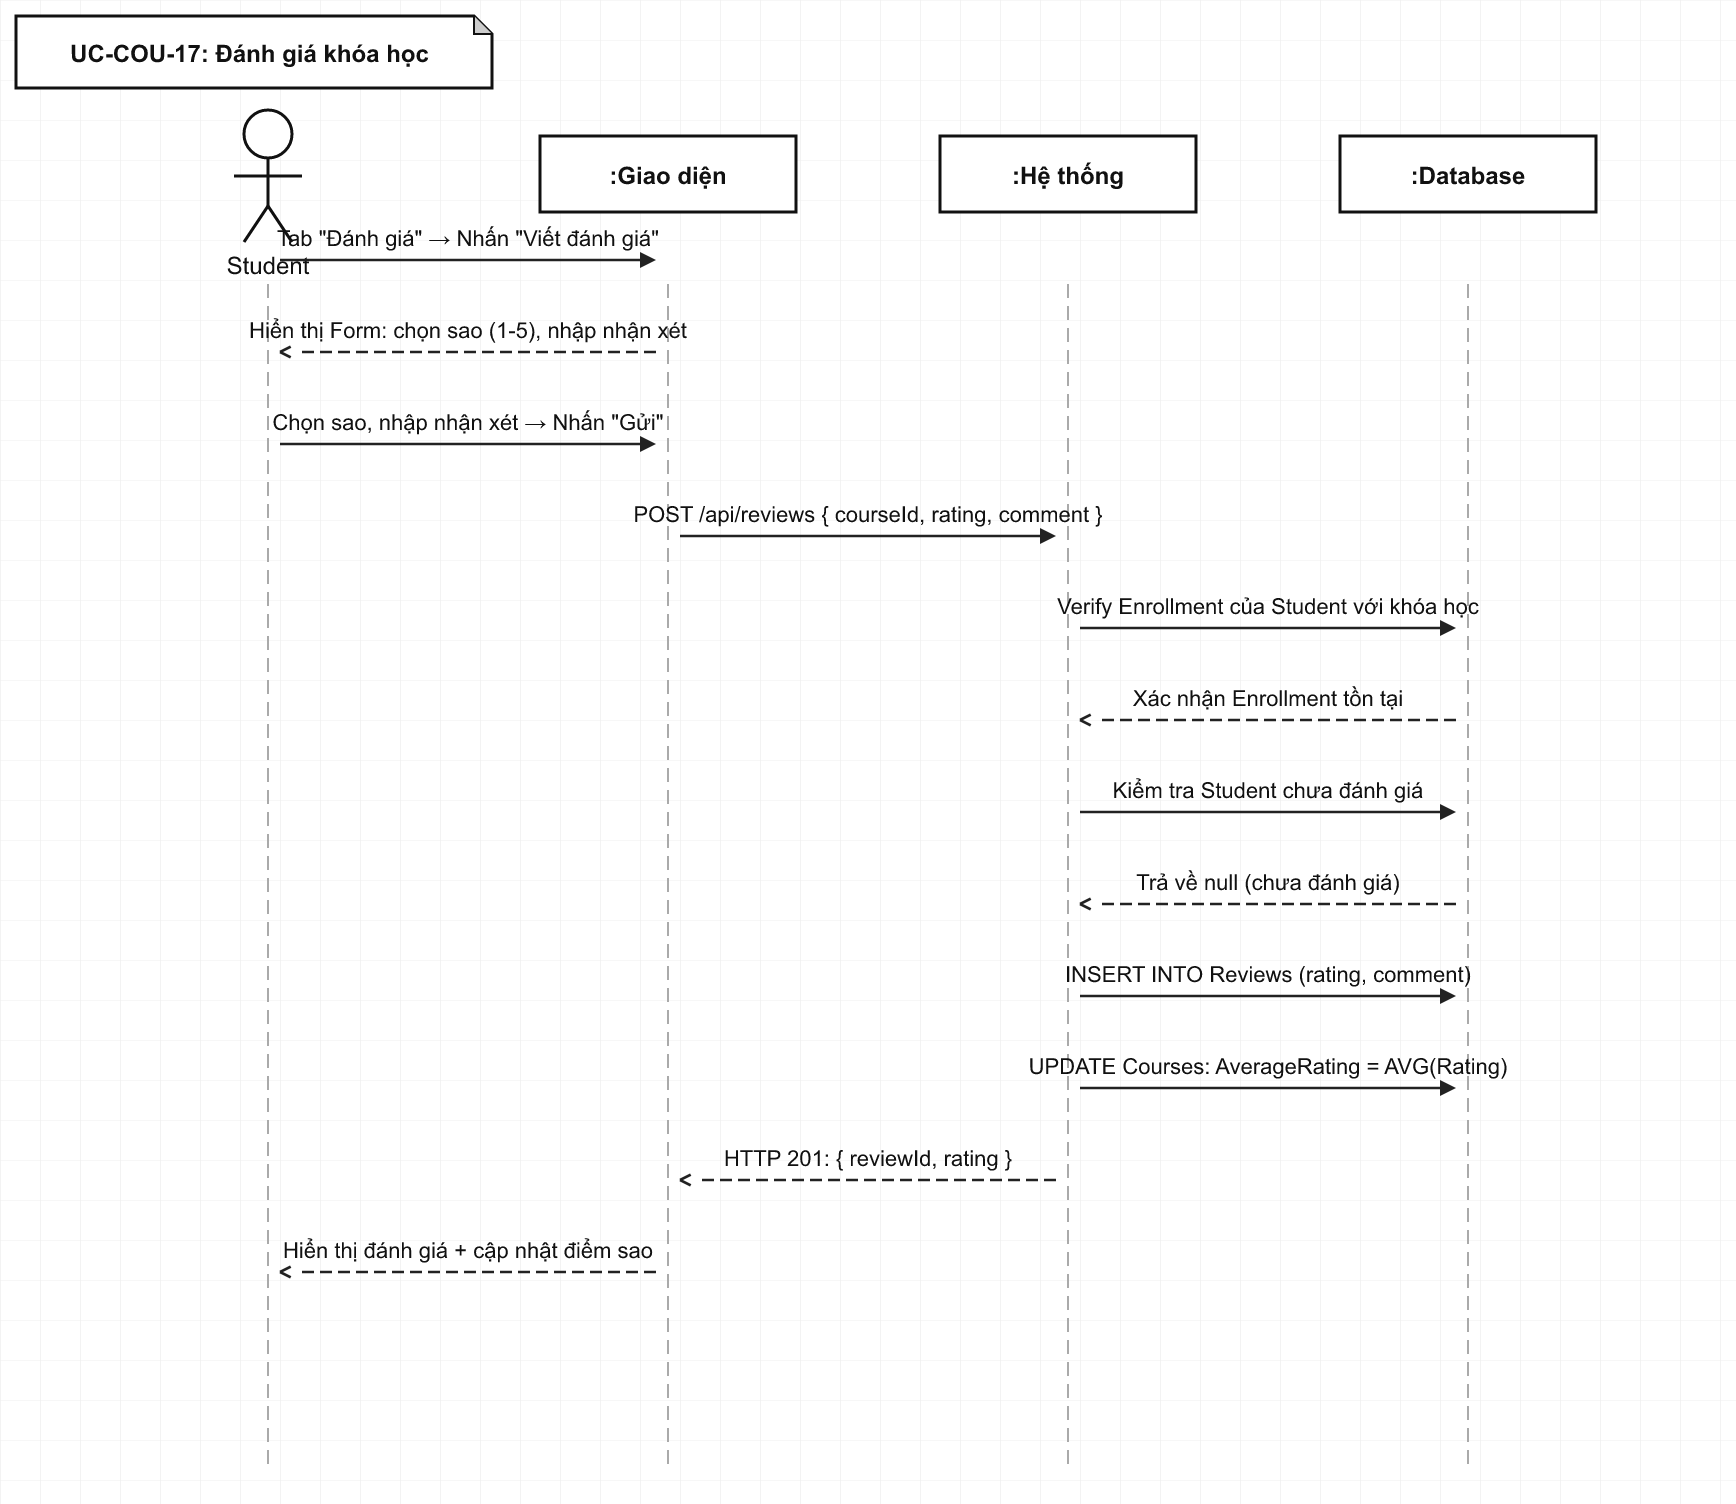 UC-COU-17: Đánh giá khóa học
:Giao diện
:Hệ thống
:Database
Tab "Đánh giá" → Nhấn "Viết đánh giá"
Student
Hiển thị Form: chọn sao (1-5), nhập nhận xét
Chọn sao, nhập nhận xét → Nhấn "Gửi"
POST /api/reviews { courseId, rating, comment }
Verify Enrollment của Student với khóa học
Xác nhận Enrollment tồn tại
Kiểm tra Student chưa đánh giá
Trả về null (chưa đánh giá)
INSERT INTO Reviews (rating, comment)
UPDATE Courses: AverageRating = AVG(Rating)
HTTP 201: { reviewId, rating }
Hiển thị đánh giá + cập nhật điểm sao